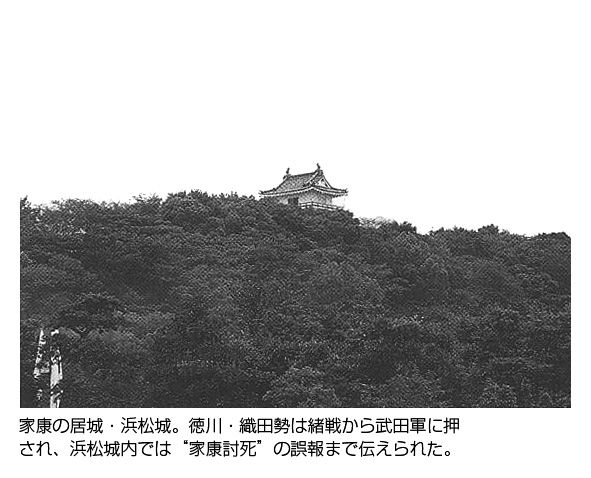 家康の居城・浜松城。徳川・織田勢は緒戦から武田軍に押
され、浜松城内では“家康討死”の誤報まで伝えられた。